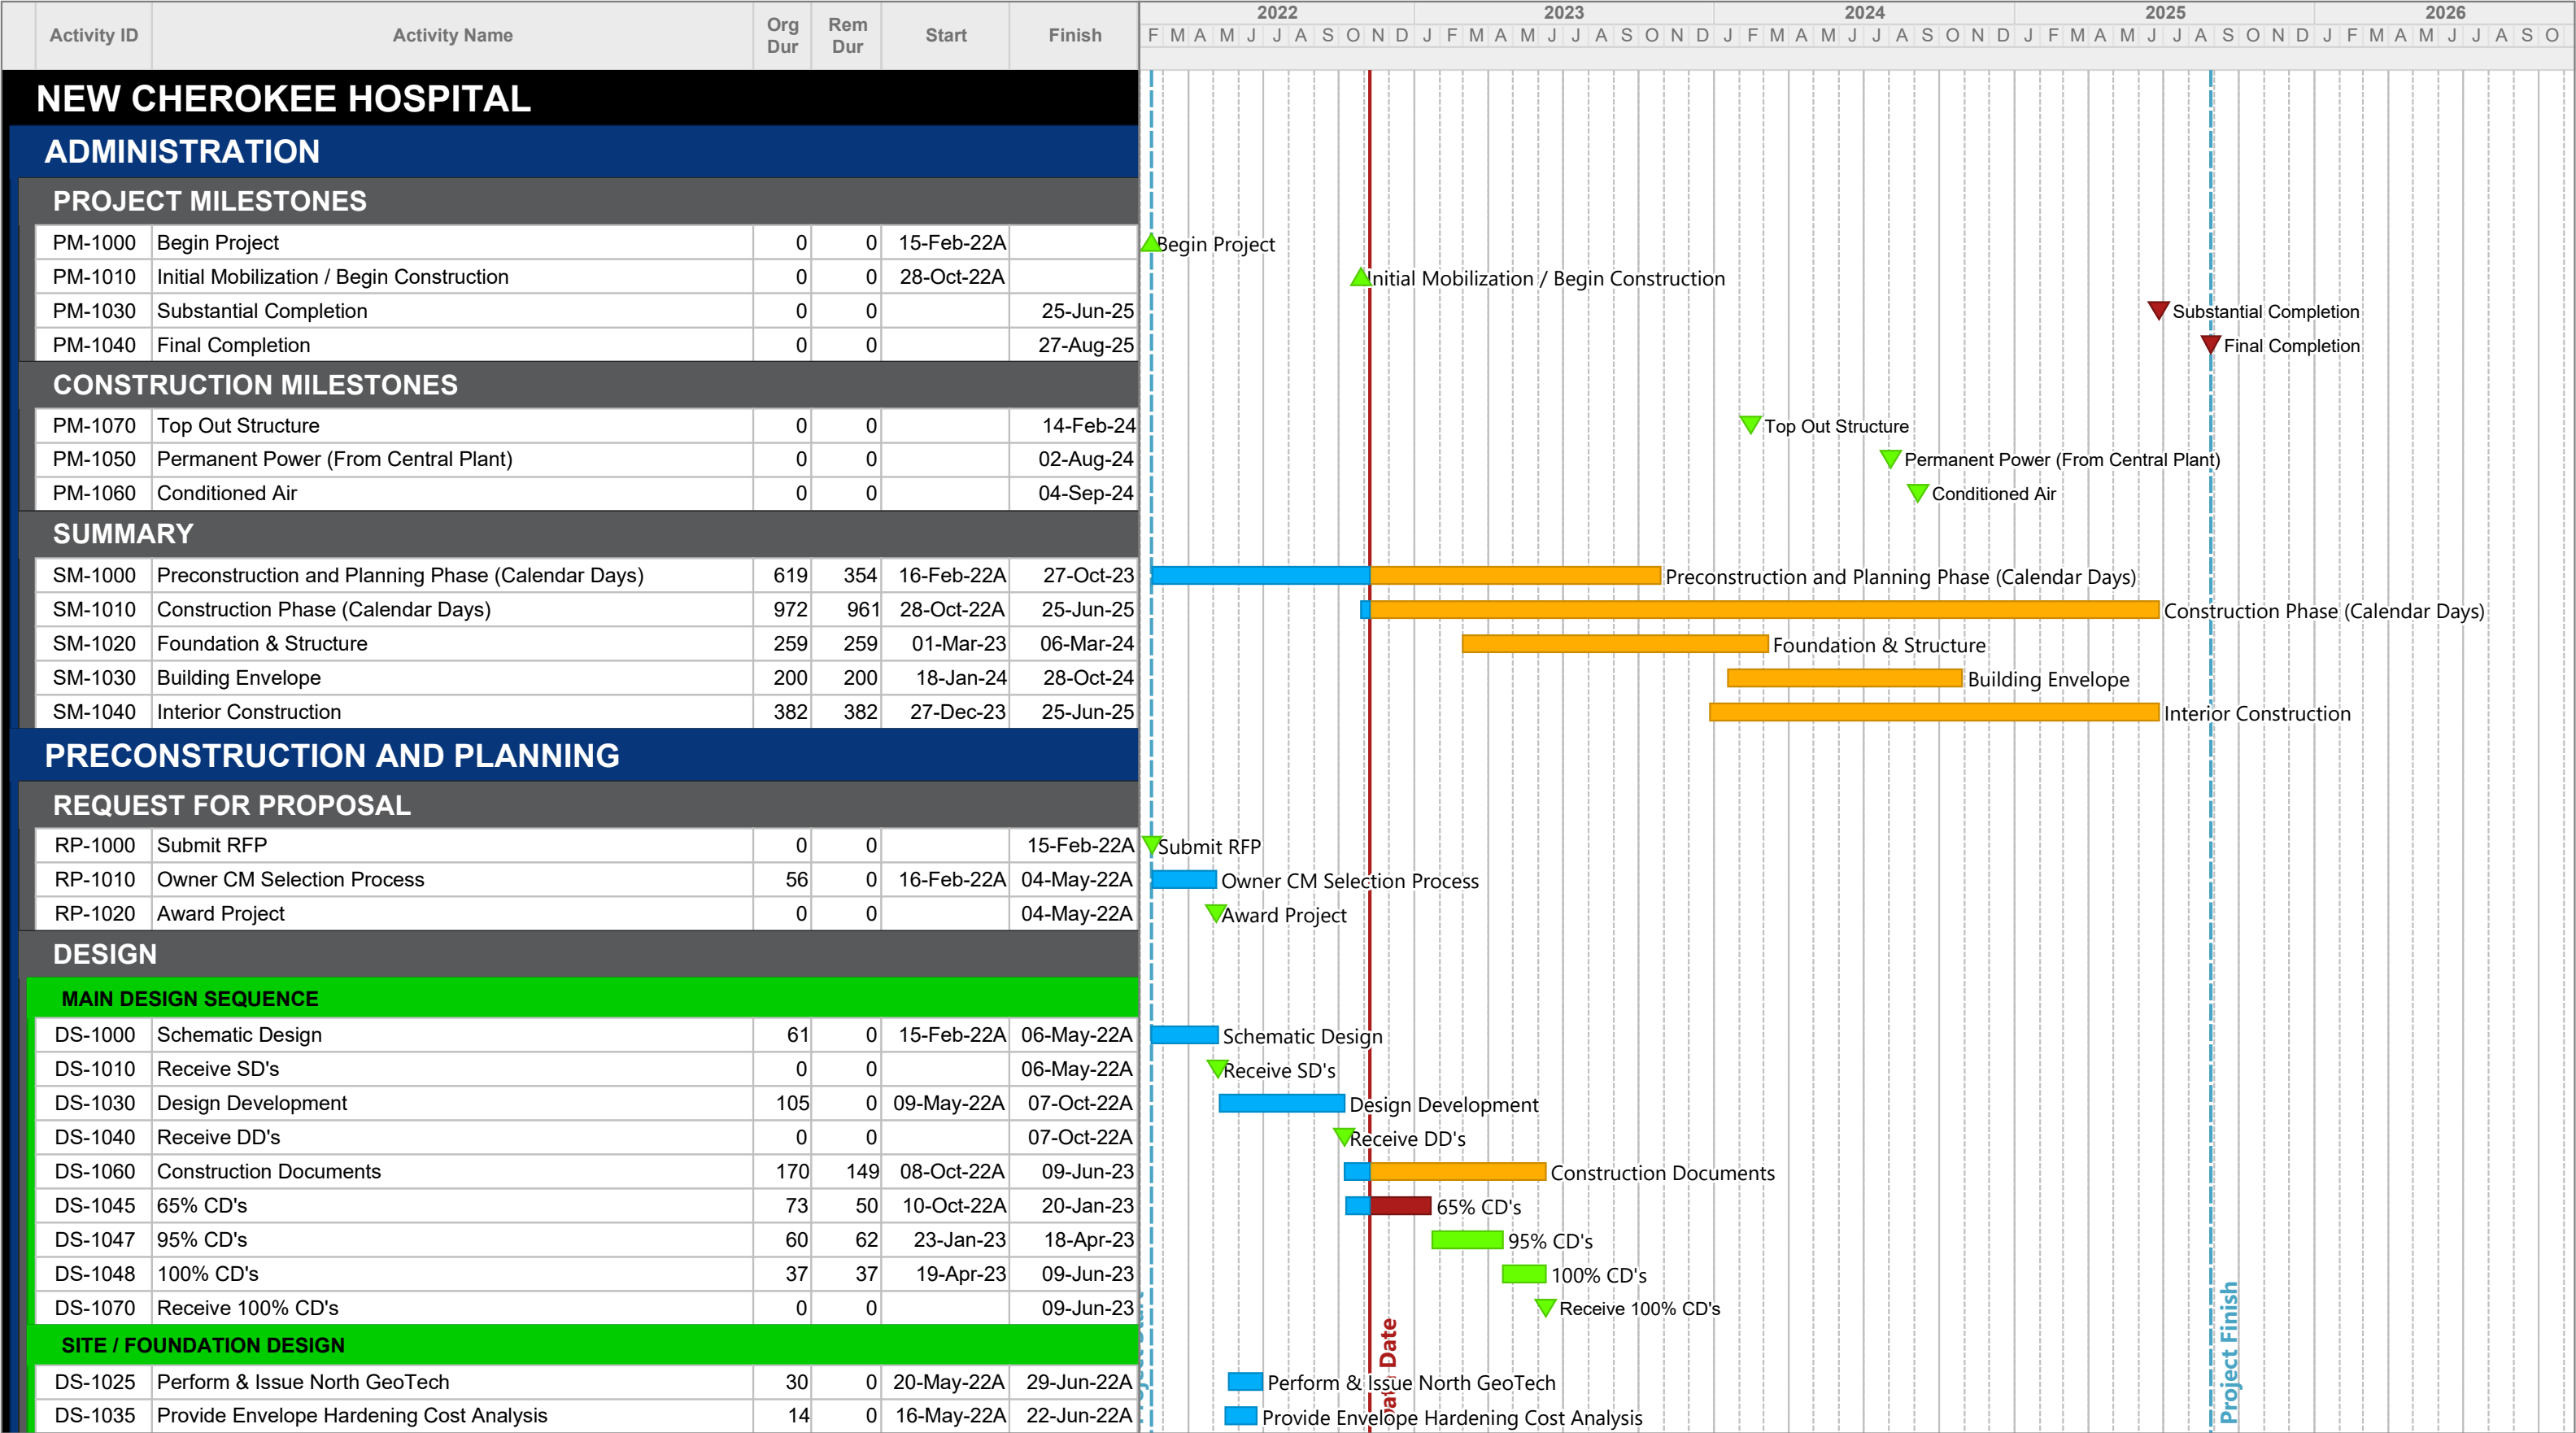 Activity ID Activity Name Org Dur Rem Dur Start Finish
2022 2023 2024 2025 2026
F M A M J J A S O N D J F M A M J J A S O N D J F M A M J J A S O N D J F M A M J J A S O N D J F M A M J J A S O
NEW CHEROKEE HOSPITAL
ADMINISTRATION
PROJECT MILESTONES
PM-1000 Begin Project 0 0 15-Feb-22A Begin Project
PM-1010 Initial Mobilization / Begin Construction 0 0 28-Oct-22A Initial Mobilization / Begin Construction
PM-1030 Substantial Completion 0 0 25-Jun-25 Substantial Completion
PM-1040 Final Completion 0 0 27-Aug-25 Final Completion
CONSTRUCTION MILESTONES
PM-1070 Top Out Structure 0 0 14-Feb-24 Top Out Structure
PM-1050 Permanent Power (From Central Plant) 0 0 02-Aug-24 Permanent Power (From Central Plant)
PM-1060 Conditioned Air 0 0 04-Sep-24 Conditioned Air
SUMMARY
SM-1000 Preconstruction and Planning Phase (Calendar Days) 619 354 16-Feb-22A 27-Oct-23 Preconstruction and Planning Phase (Calendar Days)
SM-1010 Construction Phase (Calendar Days) 972 961 28-Oct-22A 25-Jun-25 Construction Phase (Calendar Days)
SM-1020 Foundation & Structure 259 259 01-Mar-23 06-Mar-24 Foundation & Structure
SM-1030 Building Envelope 200 200 18-Jan-24 28-Oct-24 Building Envelope
SM-1040 Interior Construction 382 382 27-Dec-23 25-Jun-25 Interior Construction
PRECONSTRUCTION AND PLANNING
REQUEST FOR PROPOSAL
RP-1000 Submit RFP 0 0 15-Feb-22A Submit RFP
RP-1010 Owner CM Selection Process 56 0 16-Feb-22A 04-May-22A Owner CM Selection Process
RP-1020 Award Project 0 0 04-May-22A Award Project
DESIGN
MAIN DESIGN SEQUENCE
DS-1000 Schematic Design 61 0 15-Feb-22A 06-May-22A Schematic Design
DS-1010 Receive SD's 0 0 06-May-22A Receive SD's
DS-1030 Design Development 105 0 09-May-22A 07-Oct-22A Design Development
DS-1040 Receive DD's 0 0 07-Oct-22A Receive DD's
DS-1060 Construction Documents 170 149 08-Oct-22A 09-Jun-23 Construction Documents
DS-1045 65% CD's 73 50 10-Oct-22A 20-Jan-23 65% CD's
DS-1047 95% CD's 60 62 23-Jan-23 18-Apr-23 95% CD's
DS-1048 100% CD's 37 37 19-Apr-23 09-Jun-23 100% CD's
DS-1070 Receive 100% CD's 0 0 09-Jun-23 Receive 100% CD's
SITE / FOUNDATION DESIGN
DS-1025 Perform & Issue North GeoTech 30 0 20-May-22A 29-Jun-22A Perform & Issue North GeoTech
DS-1035 Provide Envelope Hardening Cost Analysis 14 0 16-May-22A 22-Jun-22A Provide Envelope Hardening Cost Analysis
Date
Project Finish